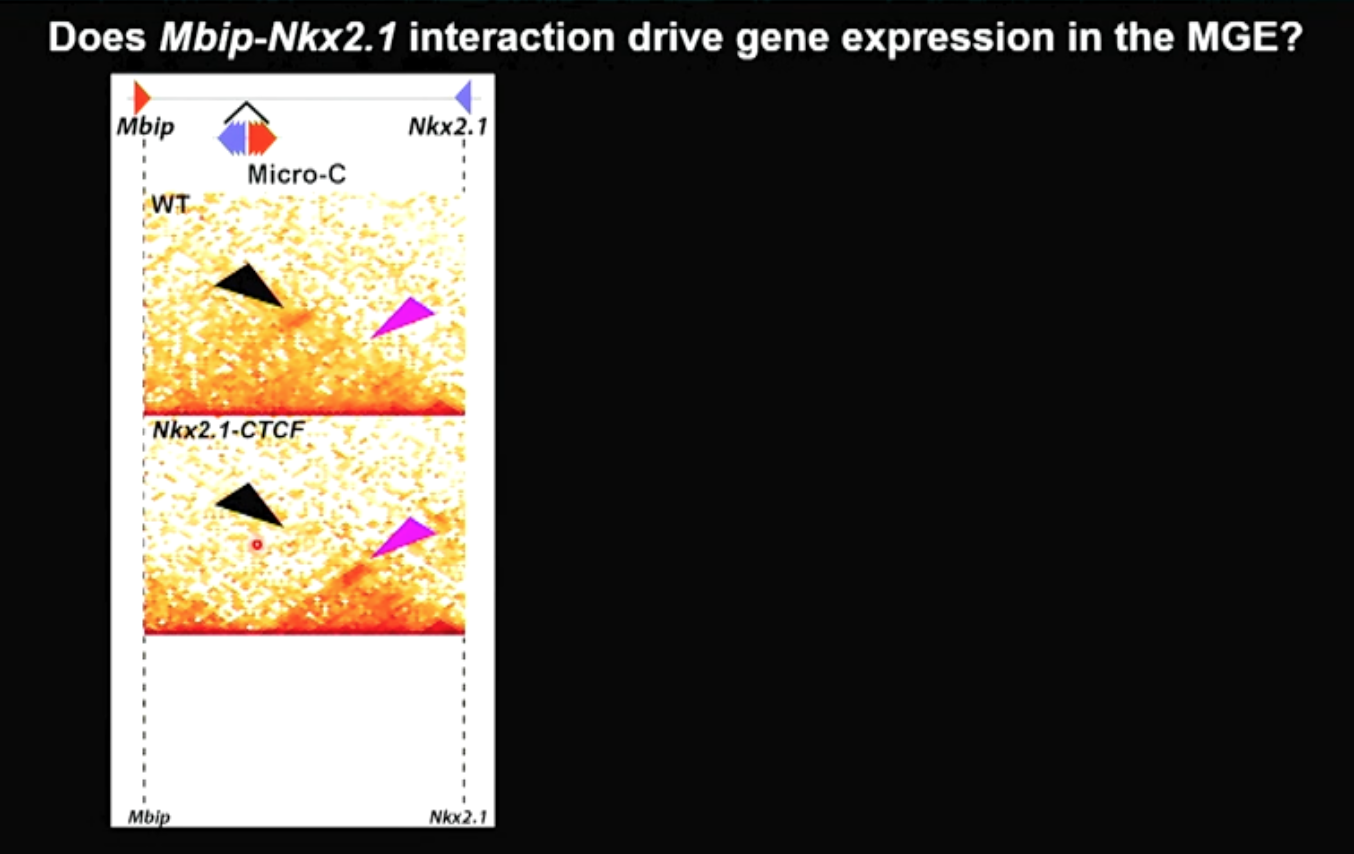 Does Mbip-Nkx2.1 interaction drive gene expression in the MGE?
Mbip Nkx2.1
Micro-C
WT
Nkx2.1-CTCF
Mbip Nkx2.1